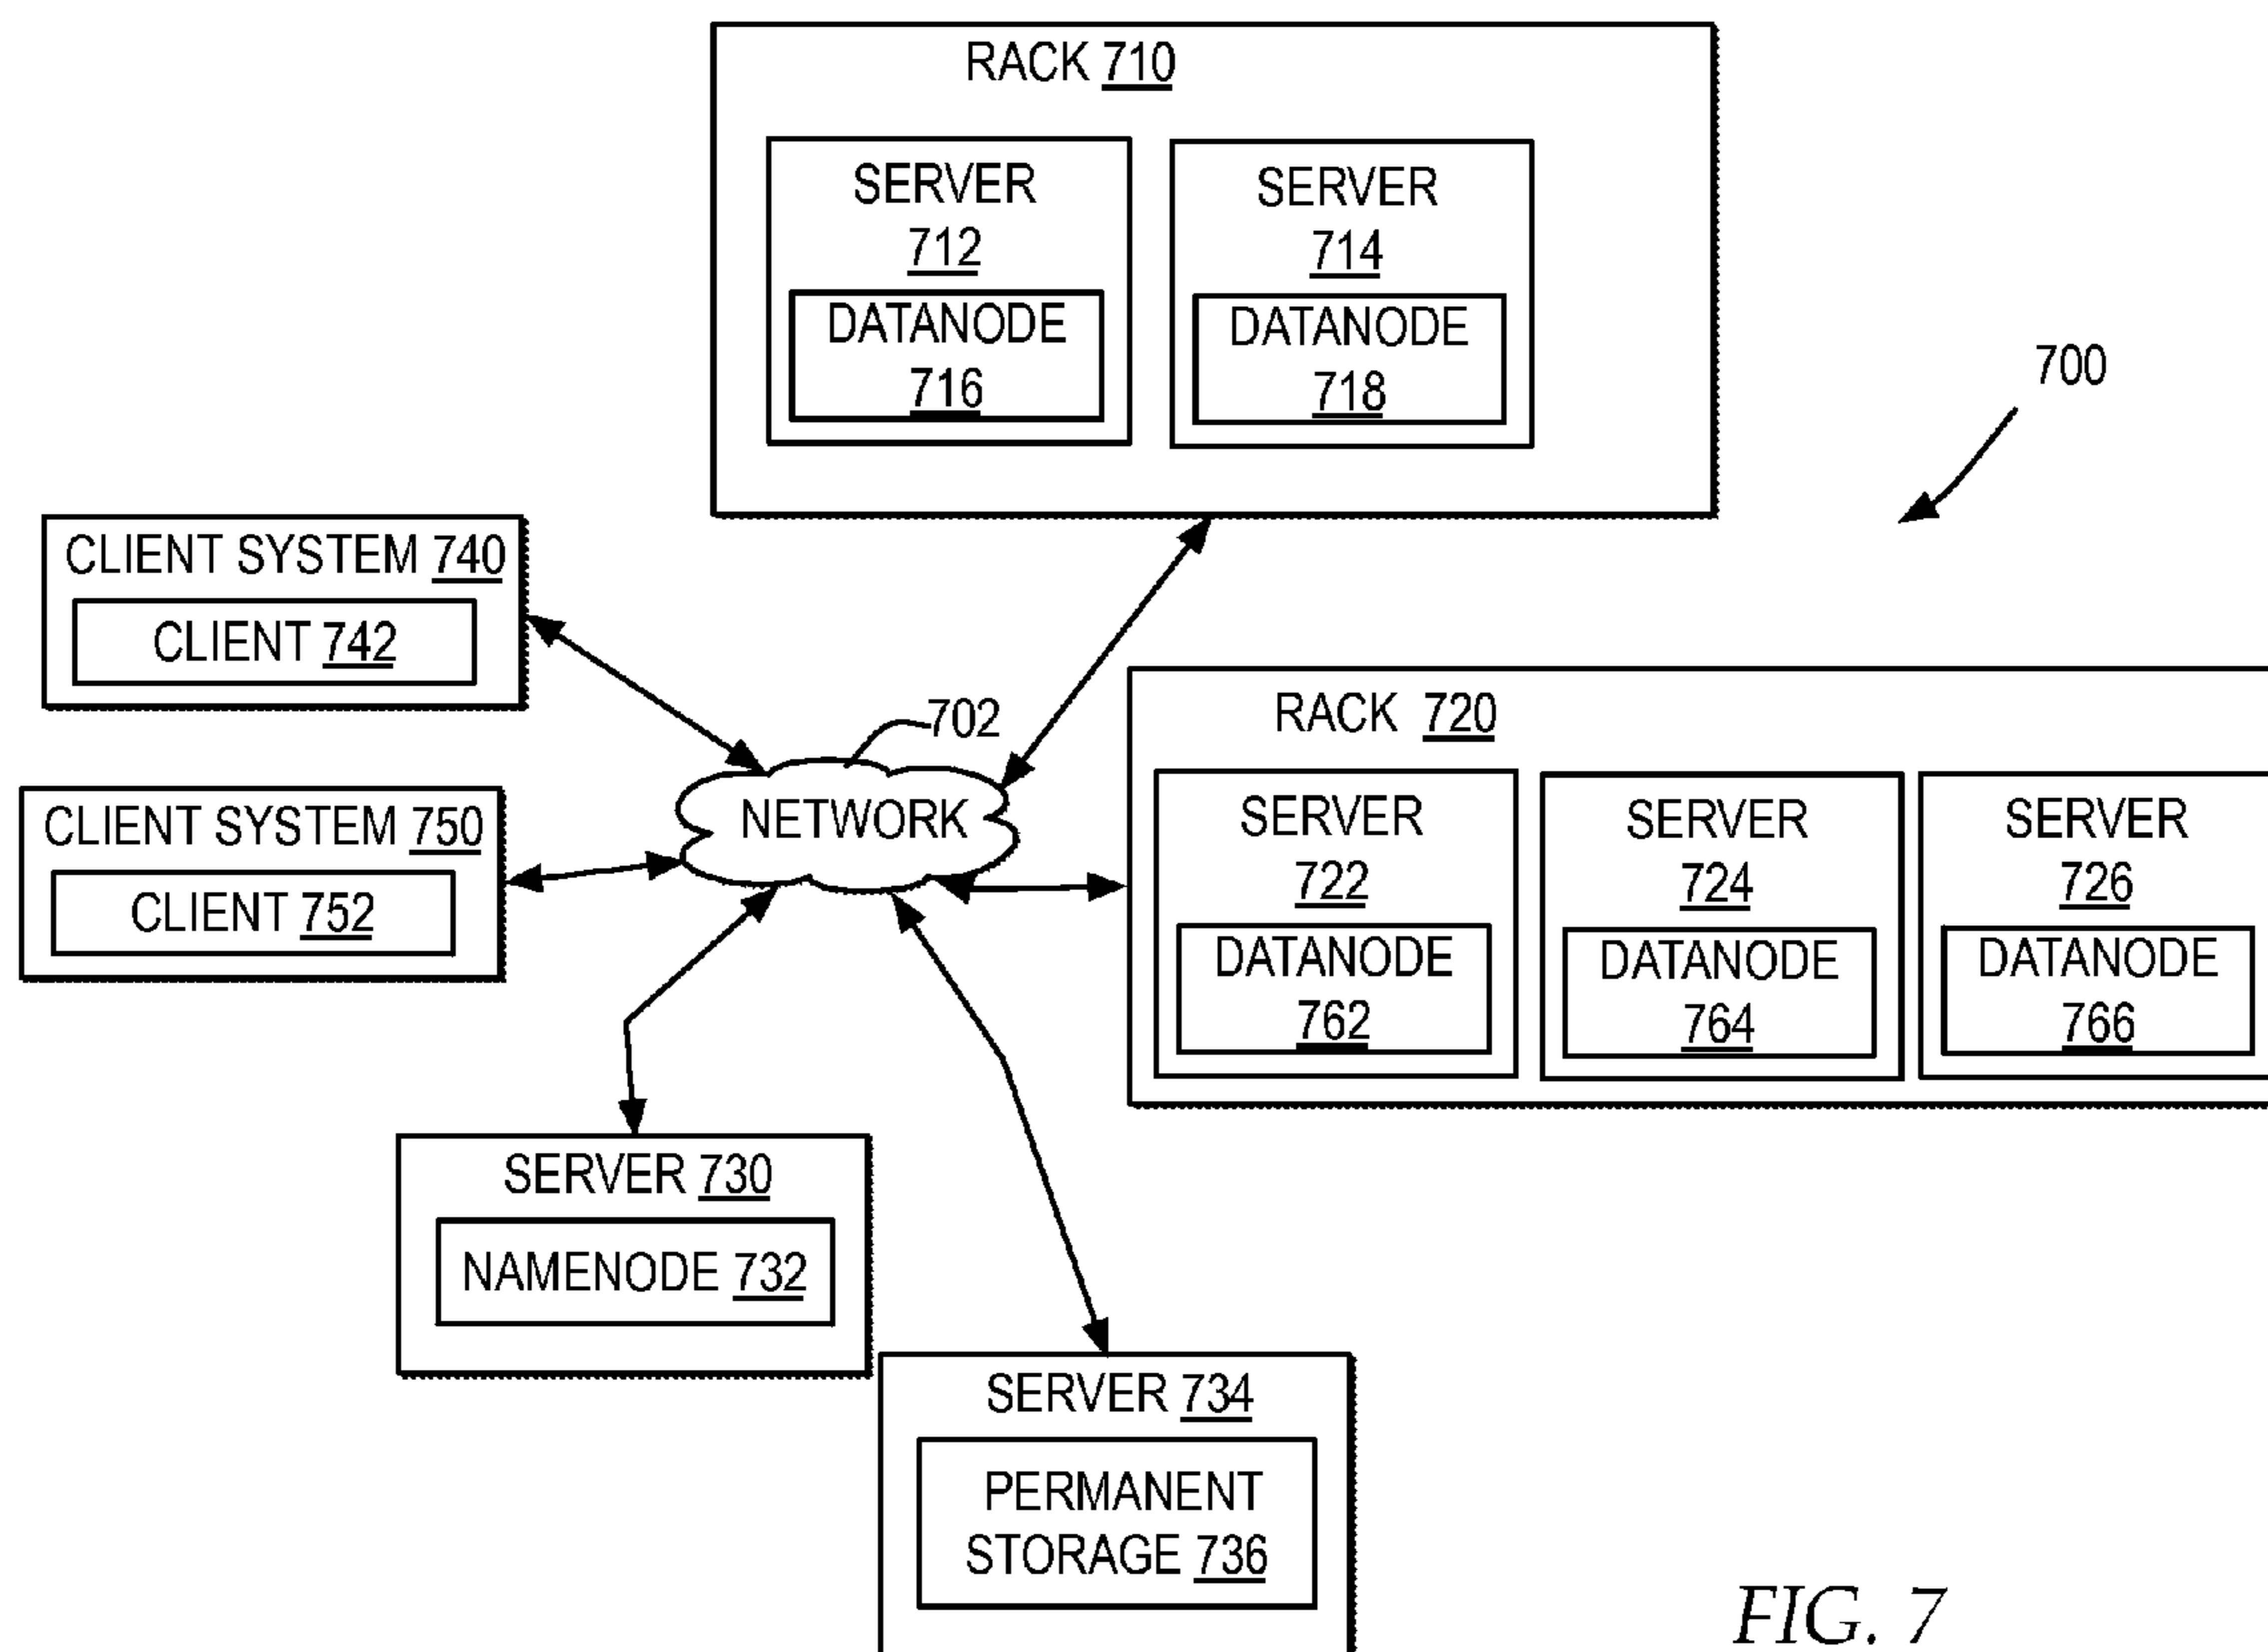 RACK 710
SERVER
712
DATANODE
716
SERVER
714
DATANODE
718
700
CLIENT SYSTEM 740
CLIENT 742
702
NETWORK
CLIENT SYSTEM 750
CLIENT 752
RACK 720
SERVER
722
DATANODE
762
SERVER
724
DATANODE
764
SERVER
726
DATANODE
766
SERVER 730
NAMENODE 732
SERVER 734
PERMANENT
STORAGE 736
FIG. 7